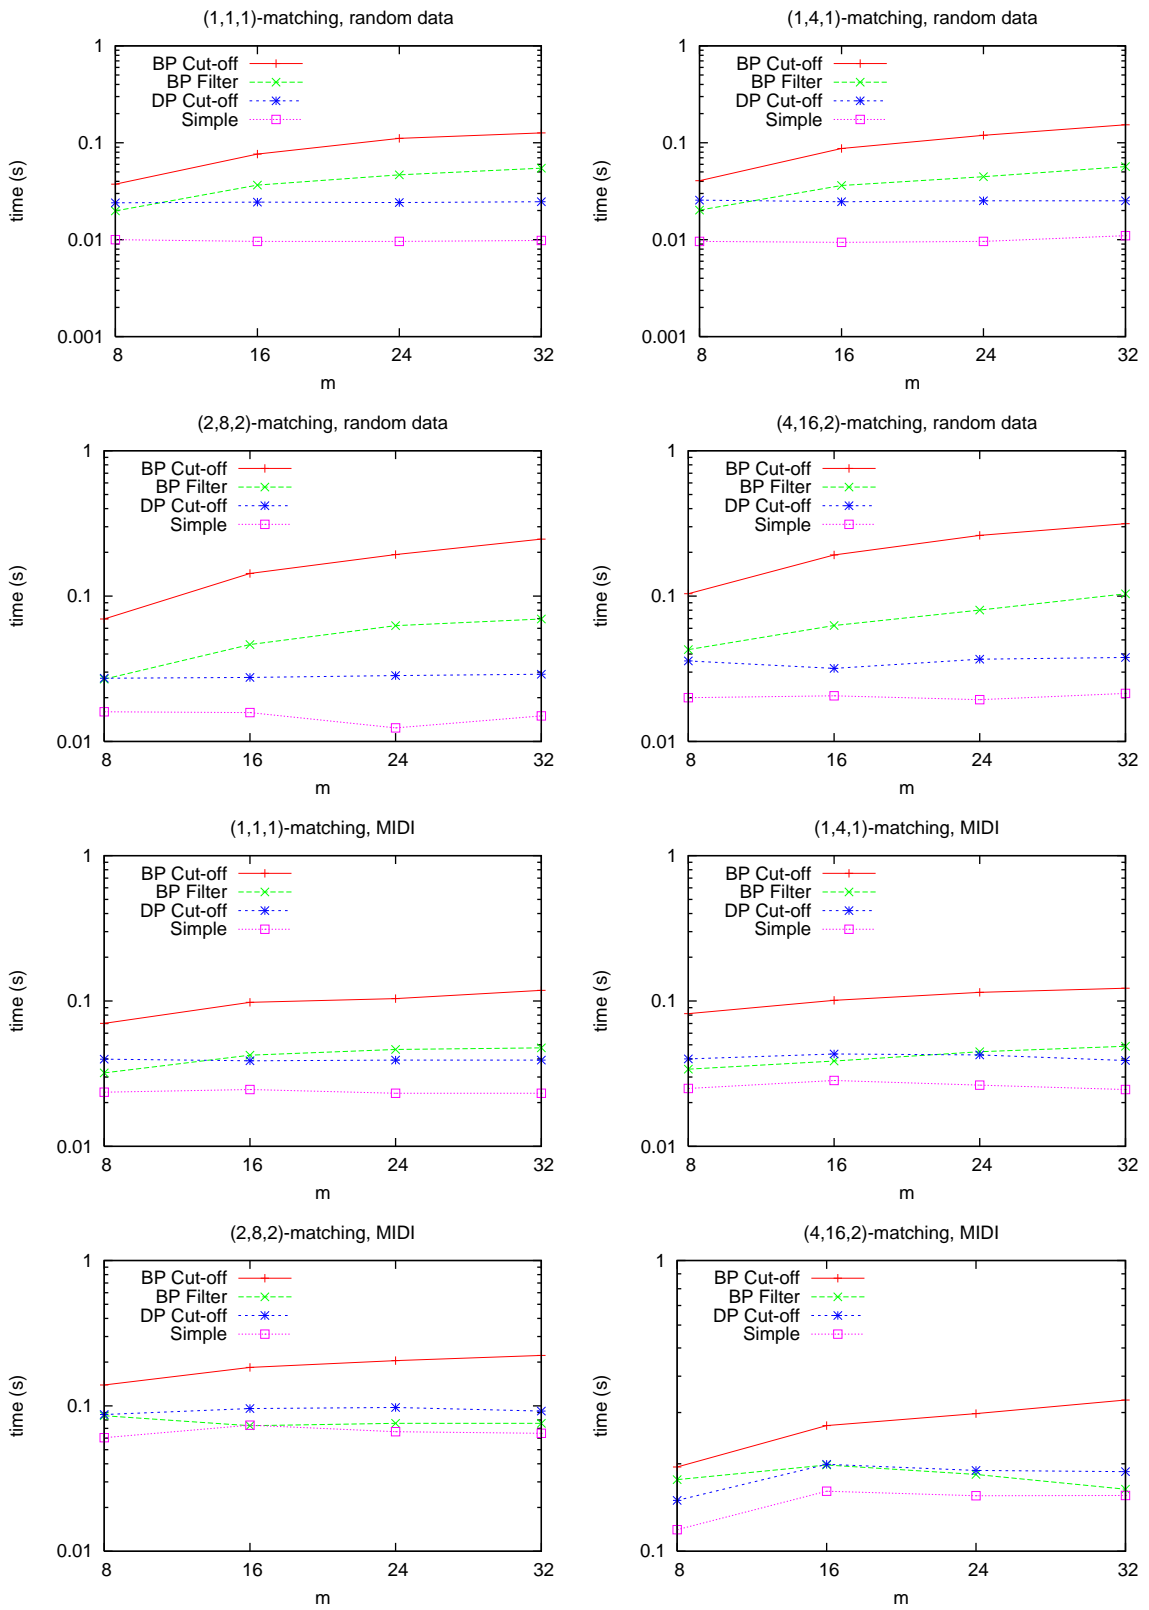 (1,1,1)-matching, random data
time (s)
1
0.1
0.01
0.001
BP Cut-off
BP Filter
DP Cut-off
Simple
8 16 24 32
m
(1,4,1)-matching, random data
time (s)
1
0.1
0.01
0.001
BP Cut-off
BP Filter
DP Cut-off
Simple
8 16 24 32
m
(2,8,2)-matching, random data
time (s)
1
0.1
0.01
BP Cut-off
BP Filter
DP Cut-off
Simple
8 16 24 32
m
(4,16,2)-matching, random data
time (s)
1
0.1
0.01
BP Cut-off
BP Filter
DP Cut-off
Simple
8 16 24 32
m
(1,1,1)-matching, MIDI
time (s)
1
0.1
0.01
BP Cut-off
BP Filter
DP Cut-off
Simple
8 16 24 32
m
(1,4,1)-matching, MIDI
time (s)
1
0.1
0.01
BP Cut-off
BP Filter
DP Cut-off
Simple
8 16 24 32
m
(2,8,2)-matching, MIDI
time (s)
1
0.1
0.01
BP Cut-off
BP Filter
DP Cut-off
Simple
8 16 24 32
m
(4,16,2)-matching, MIDI
time (s)
1
0.1
BP Cut-off
BP Filter
DP Cut-off
Simple
8 16 24 32
m